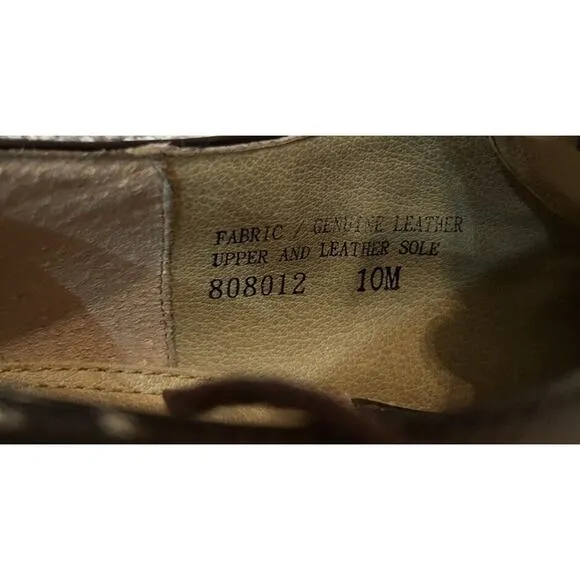 FABRIC / GENUINE LEATHER
UPPER AND LEATHER SOLE
808012 10M